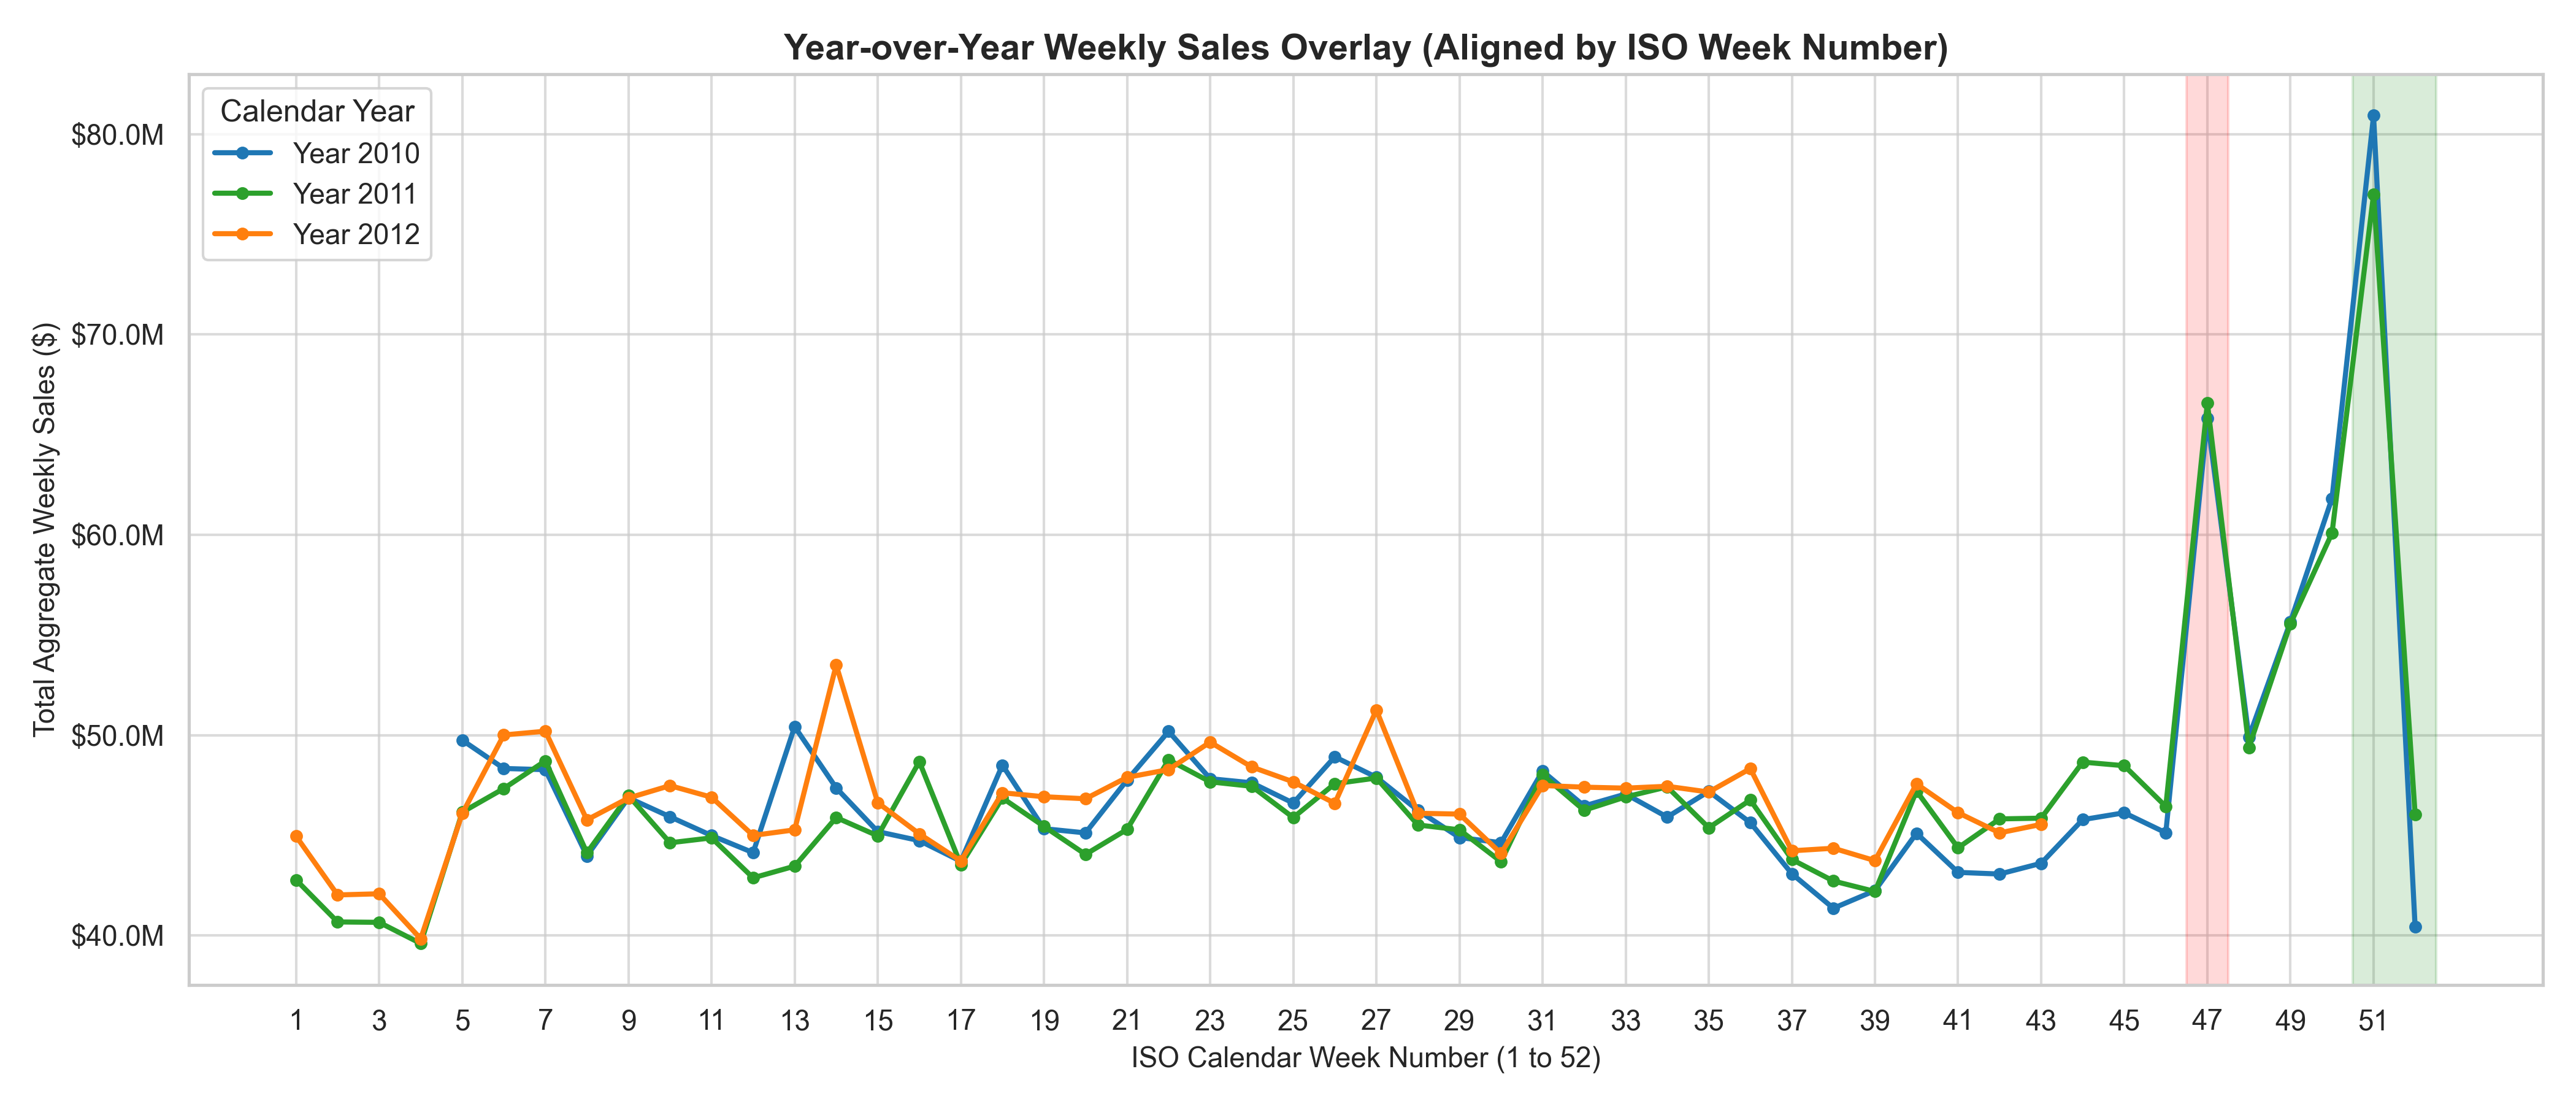 Year-over-Year Weekly Sales Overlay (Aligned by ISO Week Number)
Calendar Year
Year 2010
Year 2011
Year 2012
Total Aggregate Weekly Sales ($)
$80.0M
$70.0M
$60.0M
$50.0M
$40.0M
1 3 5 7 9 11 13 15 17 19 21 23 25 27 29 31 33 35 37 39 41 43 45 47 49 51
ISO Calendar Week Number (1 to 52)